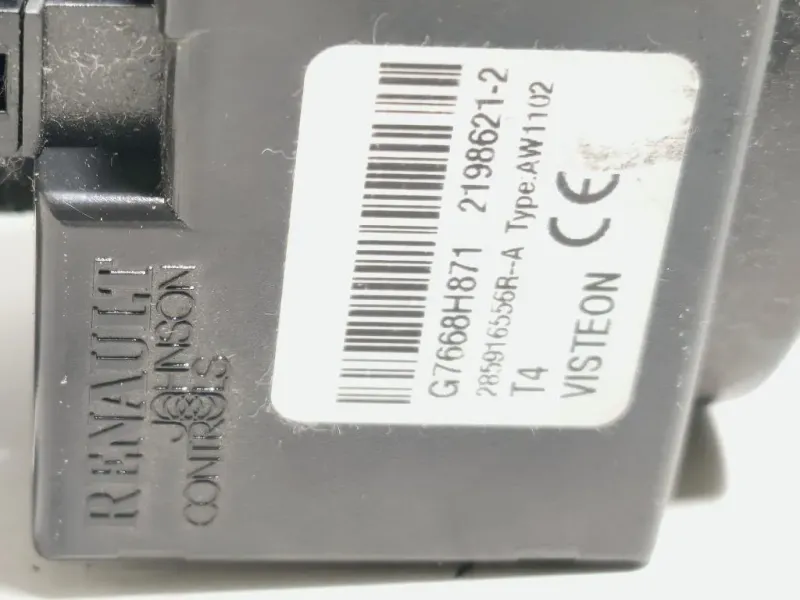 RENAULT
JOHNSON
CONTROLS
G7668H871 2198621-2
285916556R--A Type:AW1102
T4
VISTEON CE